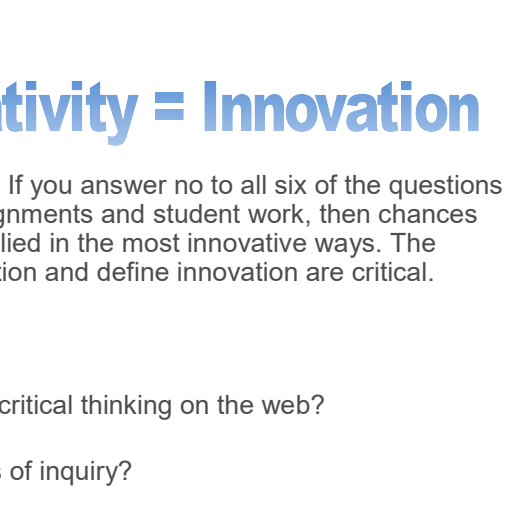 tivity = Innovation
If you answer no to all six of the questions
gnments and student work, then chances
lied in the most innovative ways. The
tion and define innovation are critical.
critical thinking on the web?
s of inquiry?